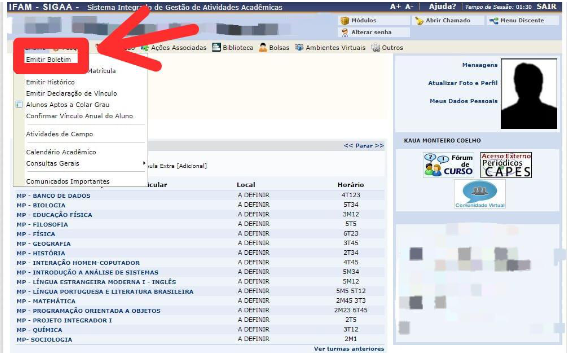 IFAM - SIGAA - Sistema Integrado de Gestão de Atividades Acadêmicas
A+ A- Ajuda? Tempo de Sessão: 01:30 SAIR
Módulos
Abrir Chamado
Menu Discente
Alterar senha
Ações Associadas
Biblioteca
Bolsas
Ambientes Virtuais
Outros
Emitir Boletim
Matrícula
Emitir Histórico
Emitir Declaração de Vínculo
Alunos Aptos a Colar Grau
Confirmar Vínculo Anual do Aluno
Atividades de Campo
Calendário Acadêmico
Consultas Gerais
Comunicados Importantes
<< Parar >>
ula Extra [Adicional]
cular Local Horário
MP - BANCO DE DADOS A DEFINIR 4T123
MP - BIOLOGIA A DEFINIR 5T34
MP - EDUCAÇÃO FÍSICA A DEFINIR 3M12
MP - FILOSOFIA A DEFINIR 5T5
MP - FÍSICA A DEFINIR 6T23
MP - GEOGRAFIA A DEFINIR 3T45
MP - HISTÓRIA A DEFINIR 2T34
MP - INTERAÇÃO HOMEM-COPUTADOR A DEFINIR 4T45
MP - INTRODUÇÃO A ANÁLISE DE SISTEMAS A DEFINIR 5M34
MP - LÍNGUA ESTRANGEIRA MODERNA I - INGLÊS A DEFINIR 5M12
MP - LÍNGUA PORTUGUESA E LITERATURA BRASILEIRA A DEFINIR 5M5 5T12
MP - MATEMÁTICA A DEFINIR 2M45 3T3
MP - PROGRAMAÇÃO ORIENTADA A OBJETOS A DEFINIR 2M23 6T45
MP - PROJETO INTEGRADOR I A DEFINIR 2T5
MP - QUÍMICA A DEFINIR 3T12
MP- SOCIOLOGIA A DEFINIR 2M1
Ver turmas anteriores
Mensagens
Atualizar Foto e Perfil
Meus Dados Pessoais
KAUA MONTEIRO COELHO
Fórum de CURSO
Acesso Externo
Periódicos
CAPES
Comunidade Virtual